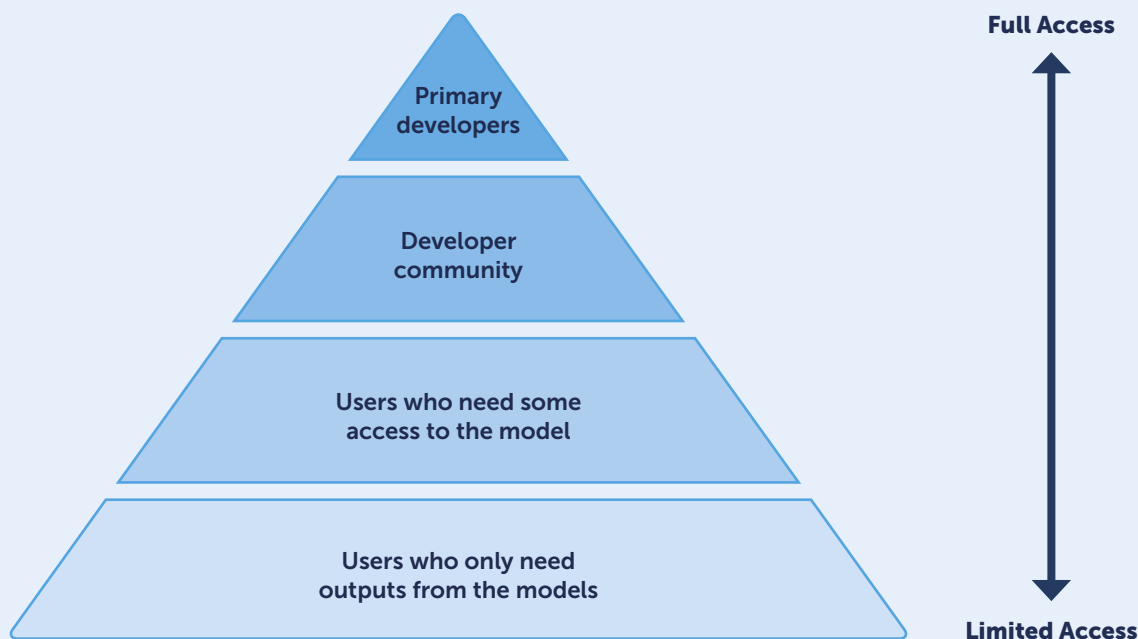 Full Access
Primary
developers
Developer
community
Users who need some
access to the model
Users who only need
outputs from the models
Limited Access